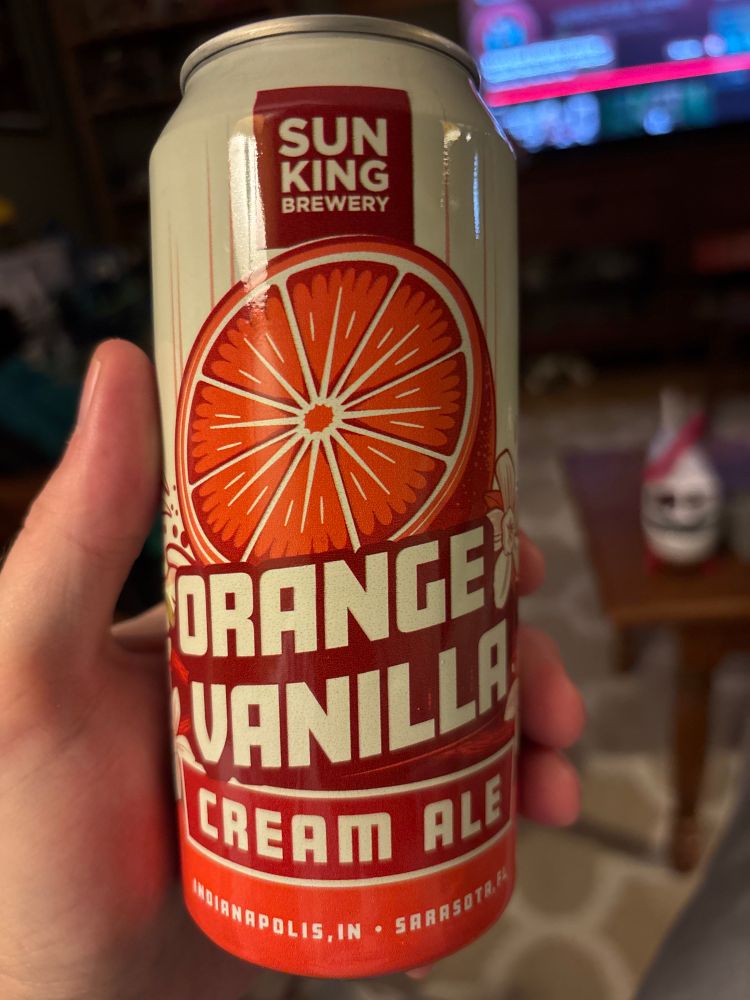 SUN
KING
BREWERY
ORANGE
VANILLA
CREAM ALE
INDIANAPOLIS, IN • SARASOTA, FL